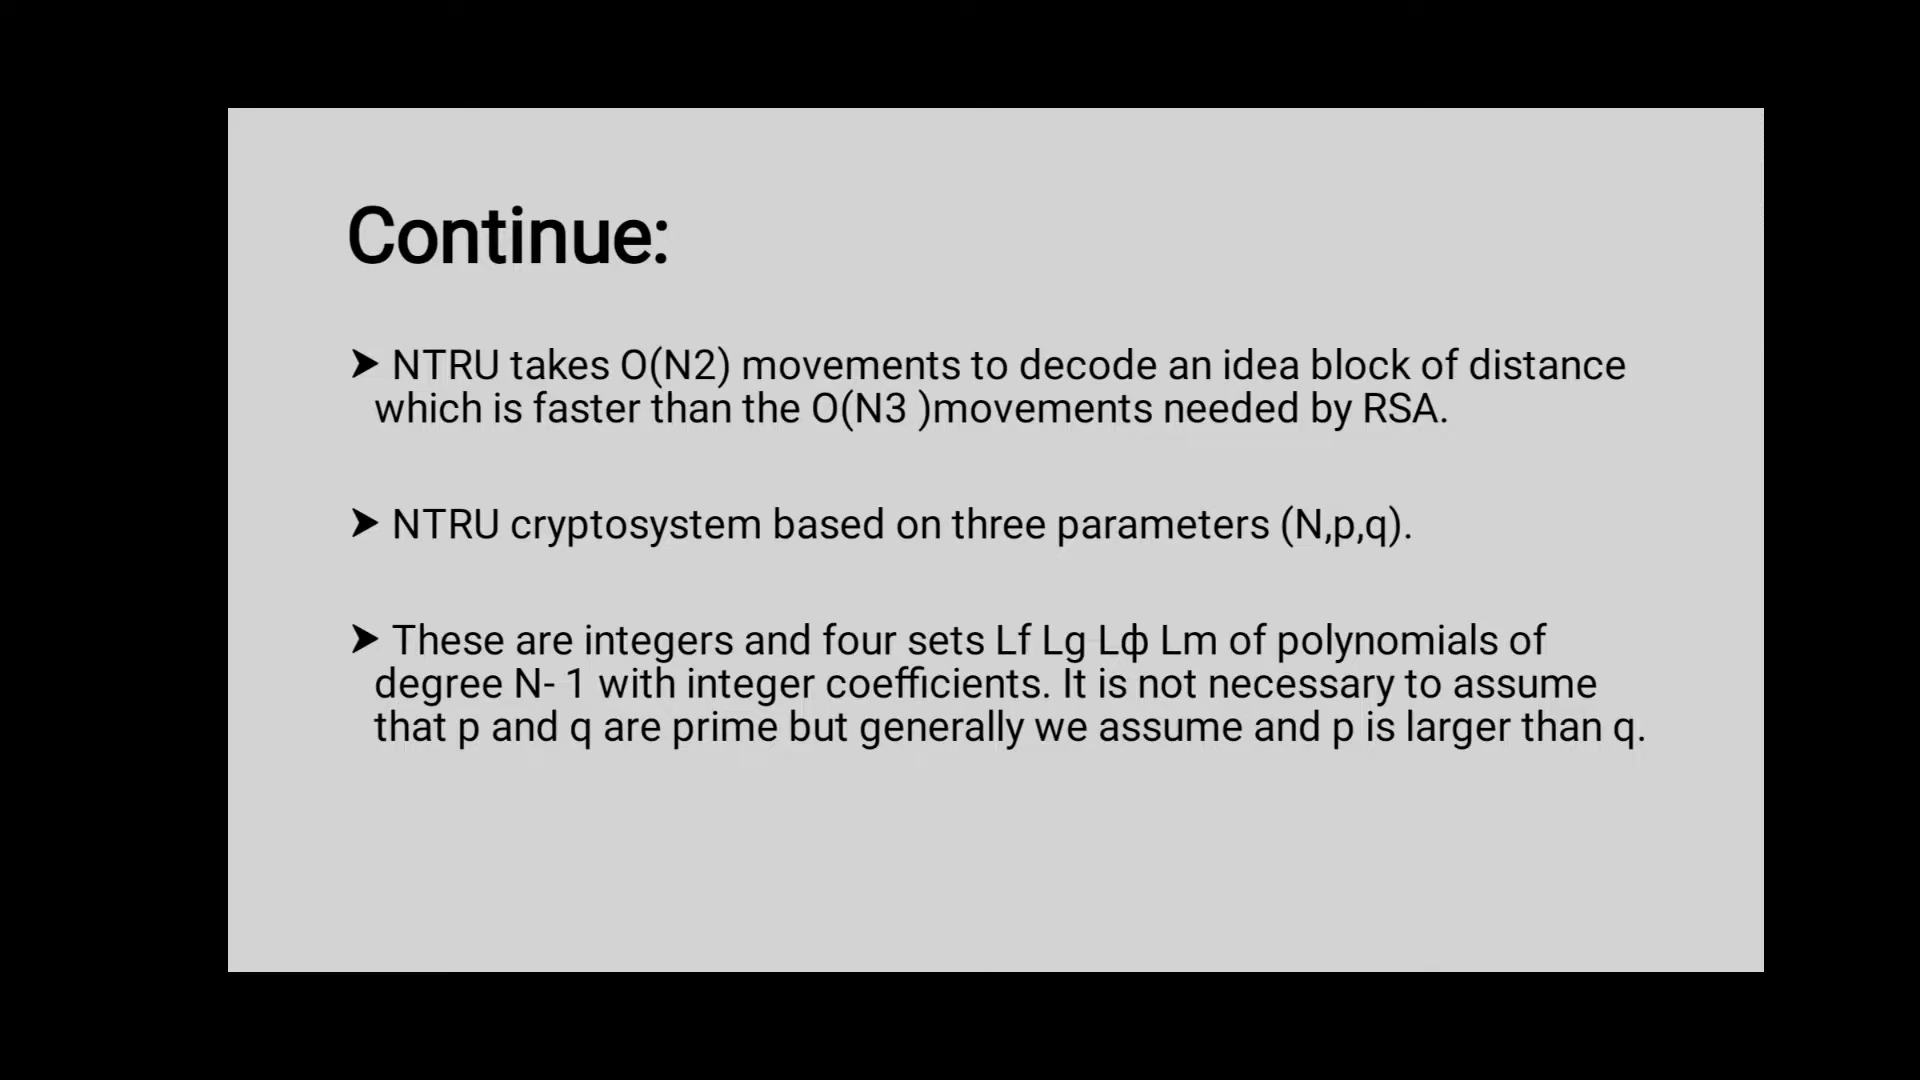 Continue:
➤ NTRU takes O(N2) movements to decode an idea block of distance
which is faster than the O(N3 )movements needed by RSA.
➤ NTRU cryptosystem based on three parameters (N,p,q).
➤ These are integers and four sets Lf Lg Lф Lm of polynomials of
degree N- 1 with integer coefficients. It is not necessary to assume
that p and q are prime but generally we assume and p is larger than q.